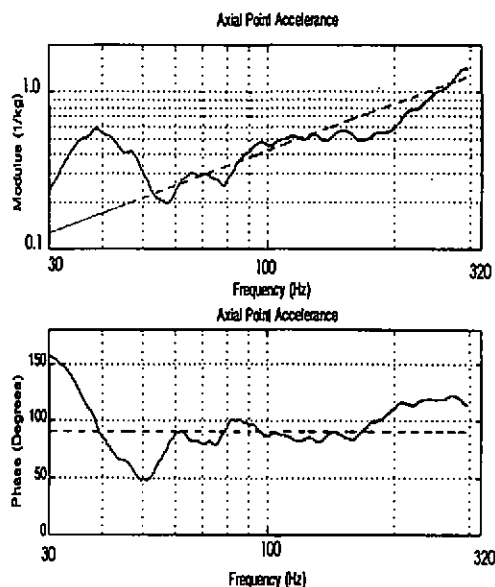 Axial Point Accelerance
Modulus (1/kg)
1.0
0.1
30
100
320
Frequency (Hz)
Axial Point Accelerance
Phase (Degrees)
150
100
50
0
30
100
320
Frequency (Hz)